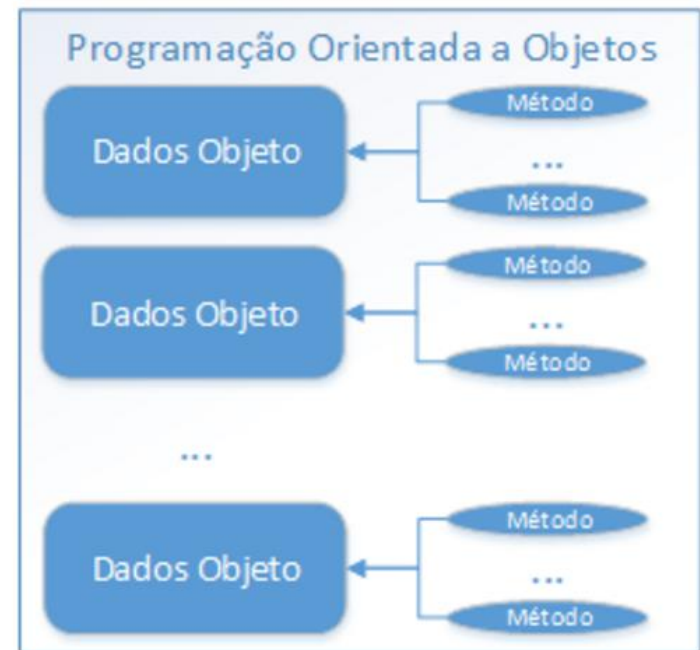 Programação Orientada a Objetos
Dados Objeto
Método
...
Método
Dados Objeto
Método
...
Método
...
Dados Objeto
Método
...
Método